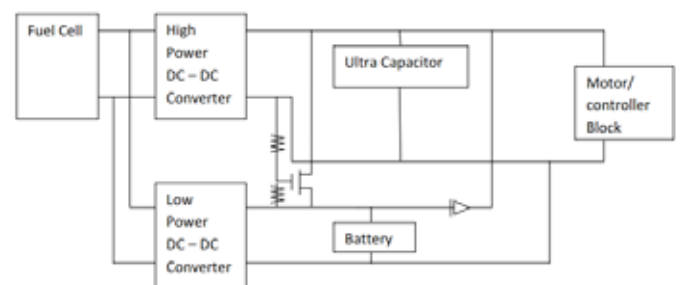 Fuel Cell
High
Power
DC – DC
Converter
Ultra Capacitor
Motor/
controller
Block
Low
Power
DC – DC
Converter
Battery